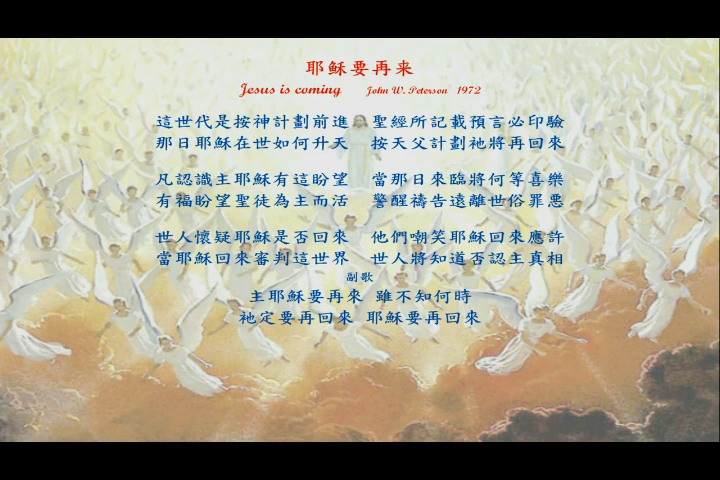 耶穌要再来
Jesus is coming John W. Peterson 1972
這世代是按神計劃前進 聖經所記載預言必印驗
那日耶穌在世如何升天 按天父計劃祂將再回來
凡認識主耶穌有這盼望 當那日來臨將何等喜樂
有福盼望聖徒為主而活 警醒禱告遠離世俗罪悪
世人懷疑耶穌是否回來 他們嘲笑耶穌回來應許
當耶穌回來審判這世界 世人將知道否認主真相
副歌
主耶穌要再來 雖不知何時
祂定要再回來 耶穌要再回來